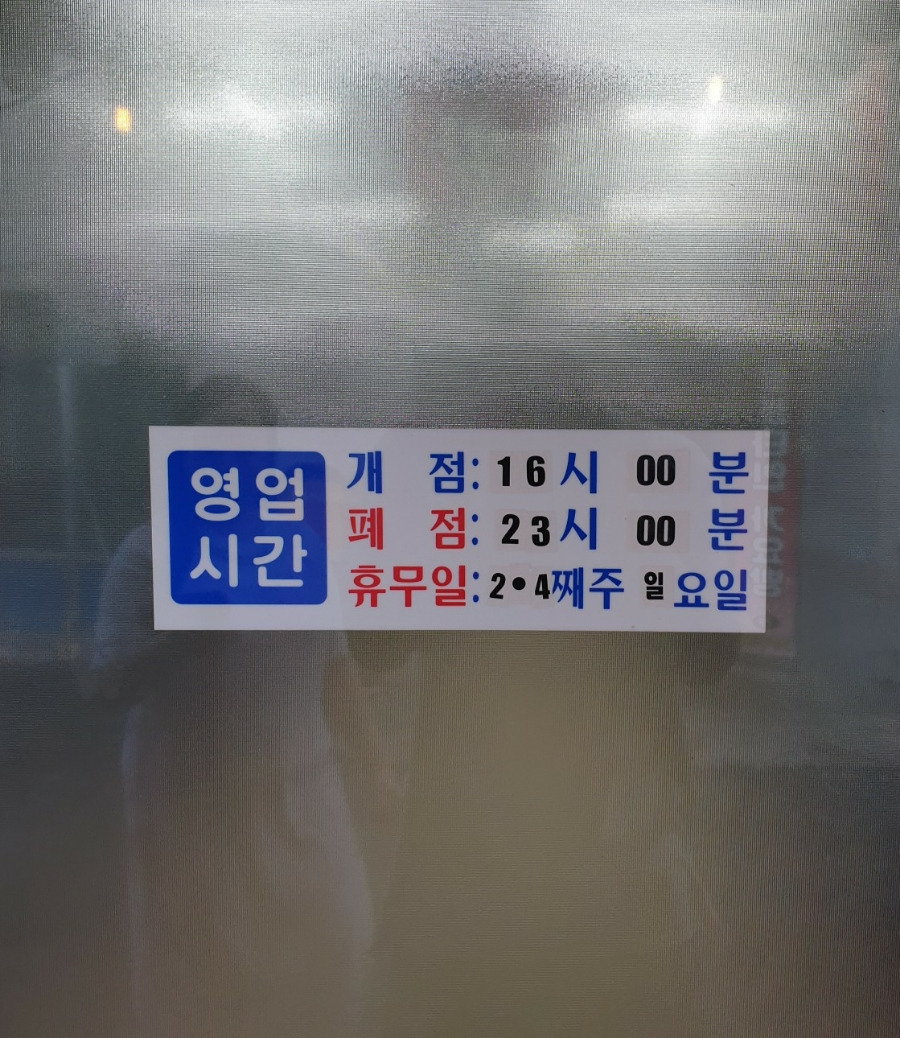 영업
시간
개 점: 16시 00 분
폐 점: 23시 00 분
휴무일: 2•4째주 일요일